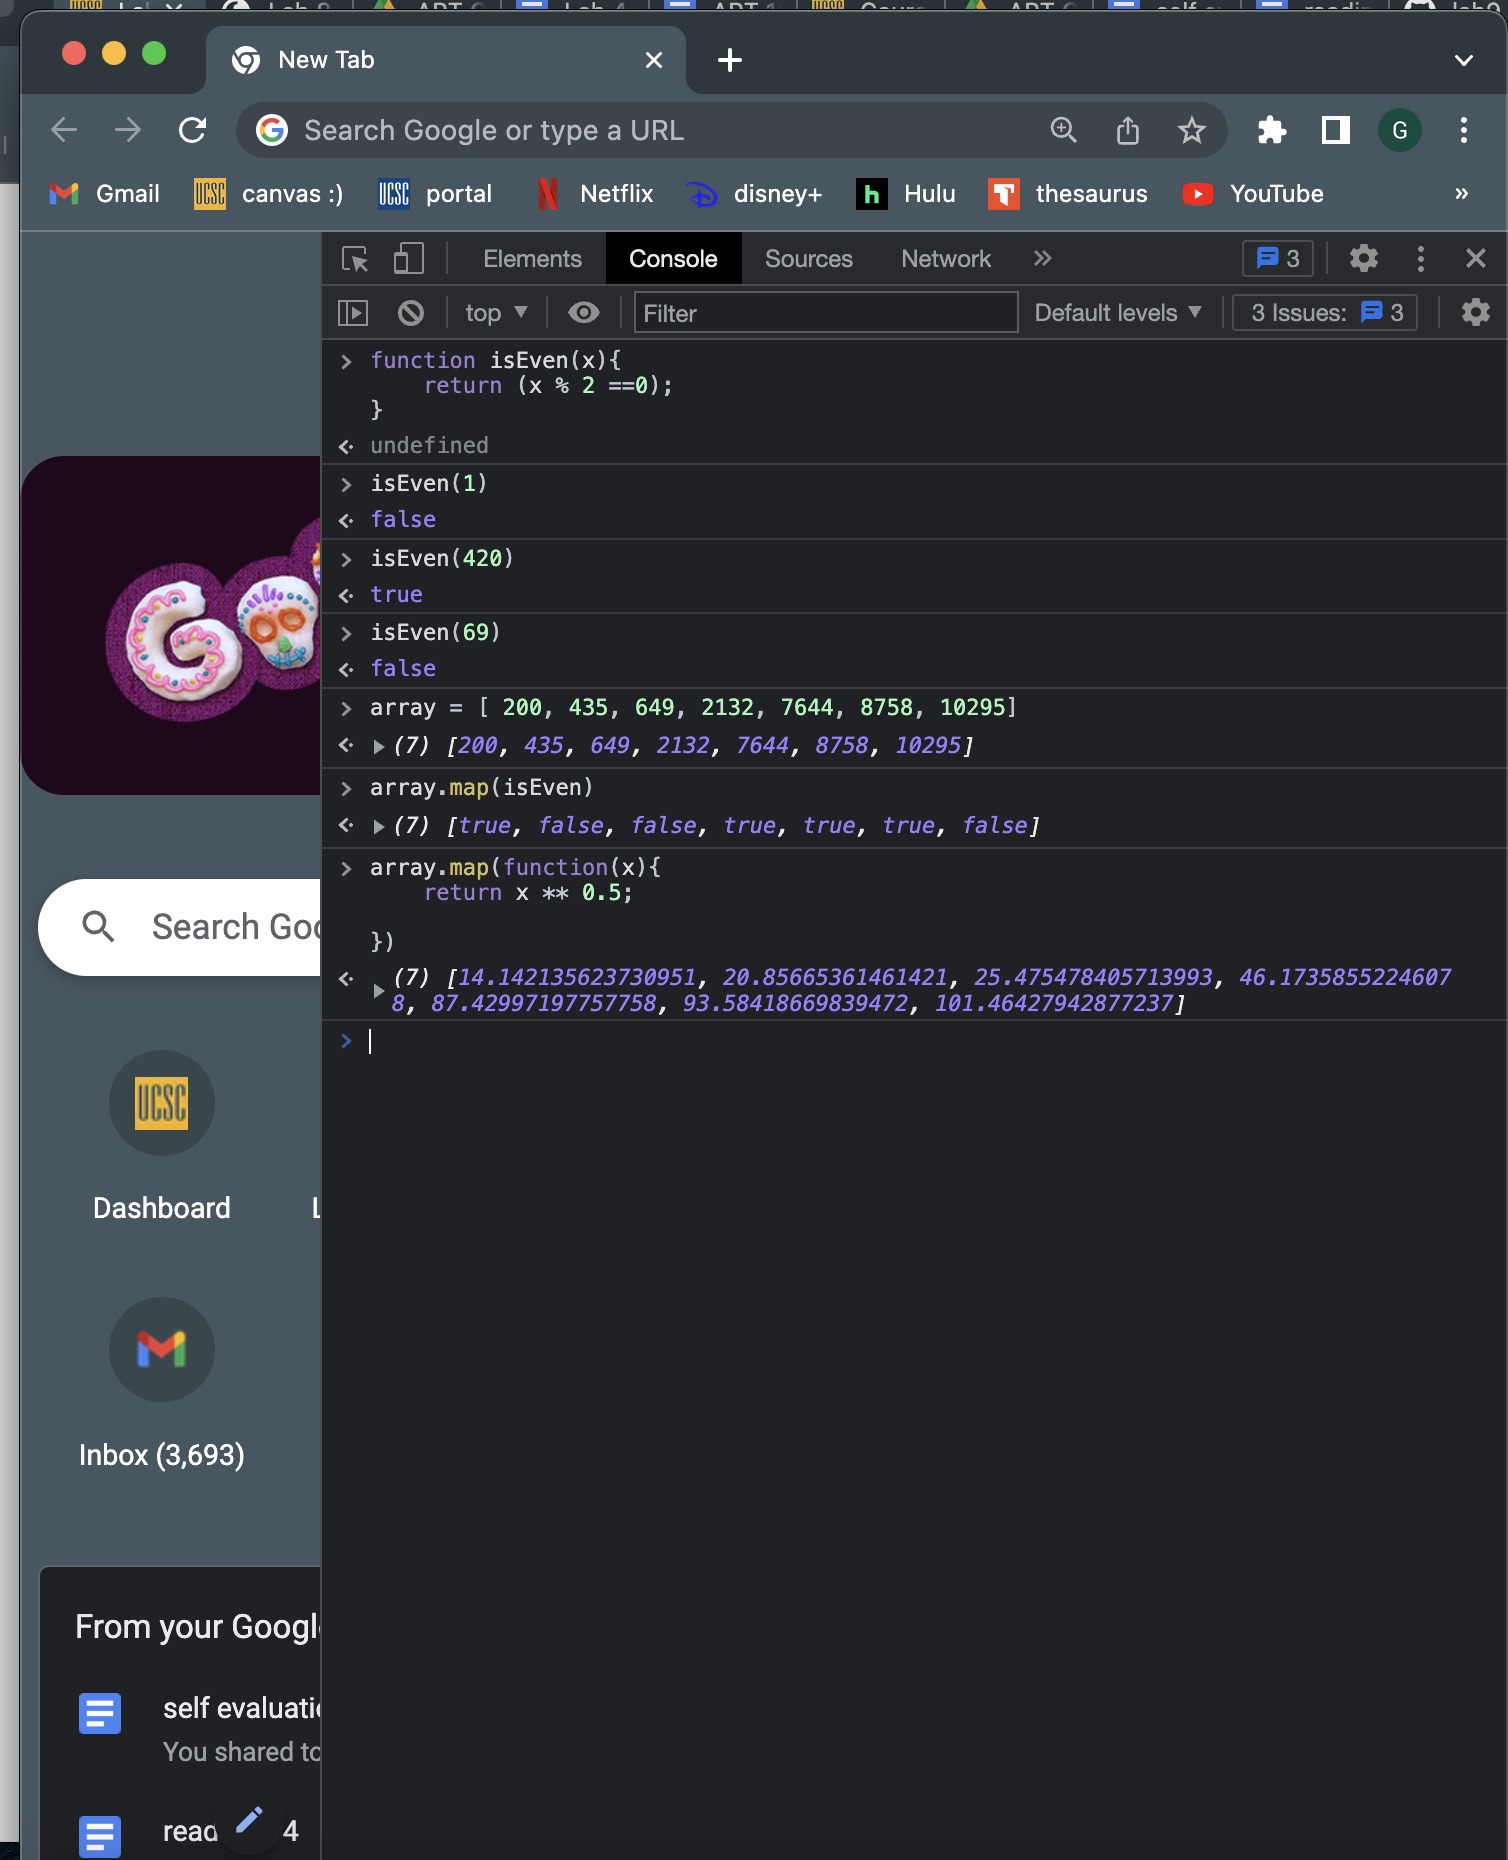 New Tab
Search Google or type a URL
G
Gmail
UCSC canvas :)
UCSC portal
Netflix
disney+
h Hulu
thesaurus
YouTube
»
Elements Console Sources Network » 3
top Filter Default levels 3 Issues: 3
> function isEven(x){
return (x % 2 ==0);
}
undefined
> isEven(1)
false
> isEven(420)
true
> isEven(69)
false
> array = [ 200, 435, 649, 2132, 7644, 8758, 10295]
(7) [200, 435, 649, 2132, 7644, 8758, 10295]
> array.map(isEven)
(7) [true, false, false, true, true, true, false]
> array.map(function(x){
return x ** 0.5;
})
(7) [14.142135623730951, 20.85665361461421, 25.475478405713993, 46.1735855224607
8, 87.42997197757758, 93.58418669839472, 101.46427942877237]
>
Search Goo
UCSC
Dashboard
Inbox (3,693)
From your Googl
self evaluati
You shared to
read 4